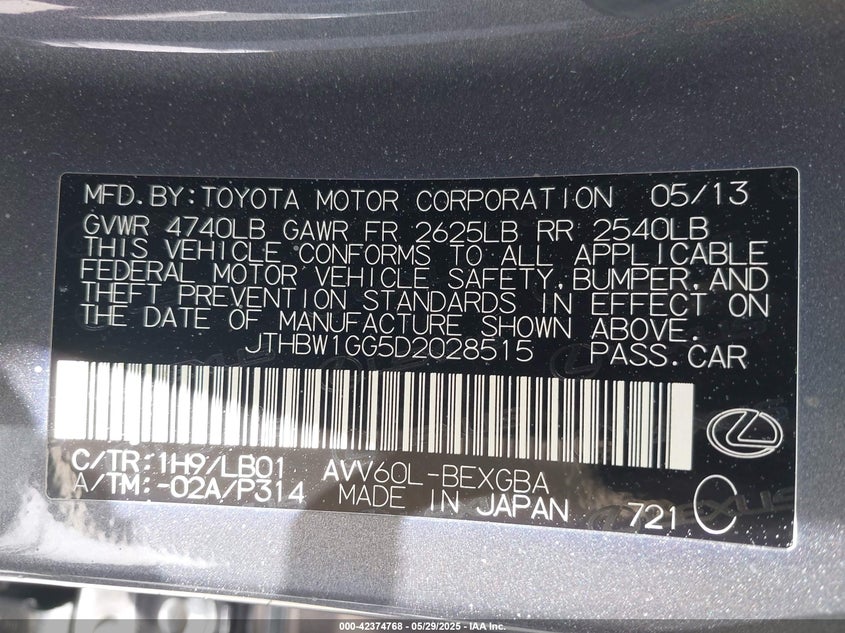 MFD.BY:TOYOTA MOTOR CORPORATION 05/13
GVWR 4740LB GAWR FR 2625LB RR 2540LB
THIS VEHICLE CONFORMS TO ALL APPLICABLE
FEDERAL MOTOR VEHICLE SAFETY,BUMPER,AND
THEFT PREVENTION STANDARDS IN EFFECT ON
THE DATE OF MANUFACTURE SHOWN ABOVE.
JTHBW1GG5D2028515 PASS.CAR
C/TR:1H9/LB01 AVV60L-BEXGBA
A/TM:-02A/P314 MADE IN JAPAN 721
LEXUS
000-42374768 - 05/29/2025 - IAA, Inc.